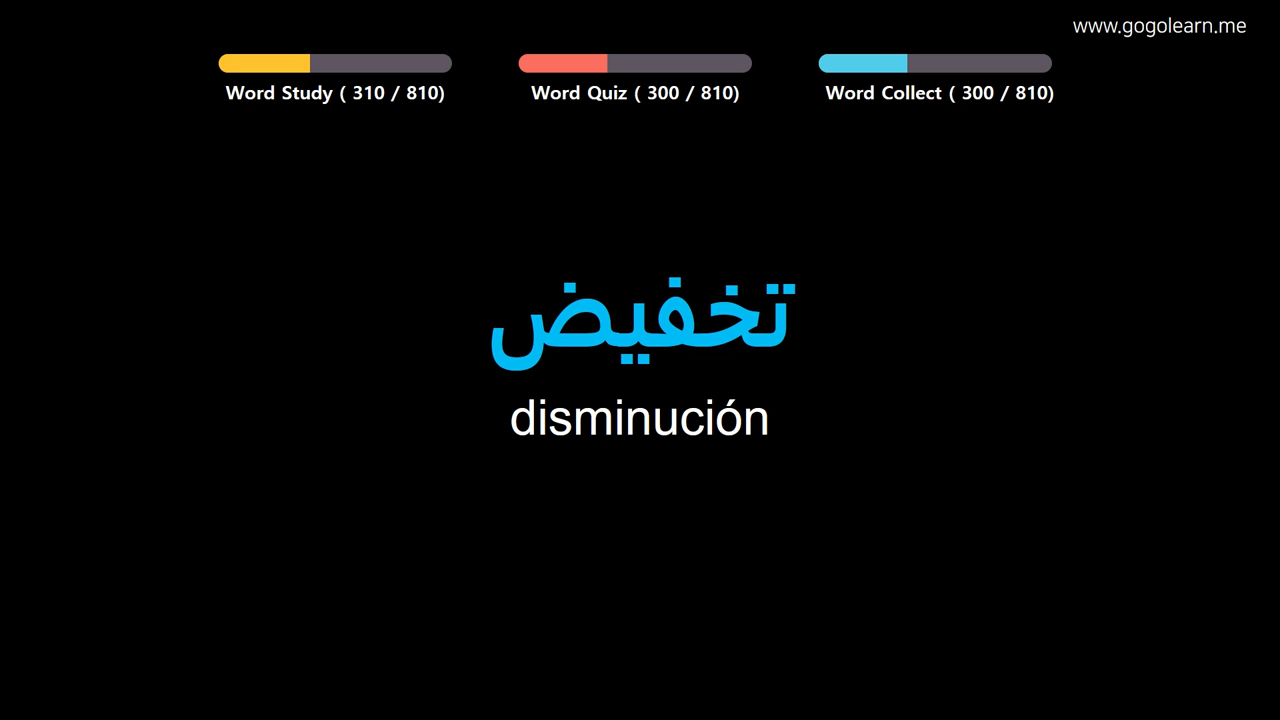 www.gogolearn.me
Word Study ( 310 / 810)
Word Quiz ( 300 / 810)
Word Collect ( 300 / 810)
تخفيض
disminución